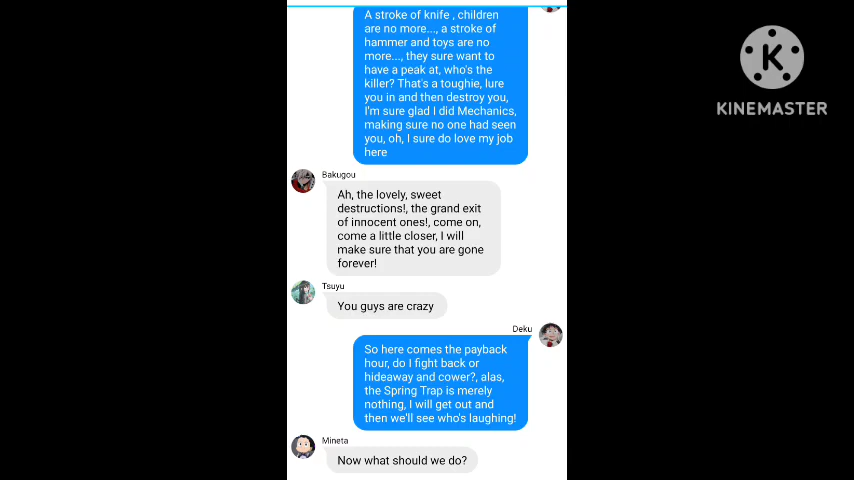 A stroke of knife , children
are no more..., a stroke of
hammer and toys are no
more..., they sure want to
have a peak at, who's the
killer? That's a toughie, lure
you in and then destroy you,
I'm sure glad I did Mechanics,
making sure no one had seen
you, oh, I sure do love my job
here
Bakugou
Ah, the lovely, sweet
destructions!, the grand exit
of innocent ones!, come on,
come a little closer, I will
make sure that you are gone
forever!
Tsuyu
You guys are crazy
Deku
So here comes the payback
hour, do I fight back or
hideaway and cower?, alas,
the Spring Trap is merely
nothing, I will get out and
then we'll see who's laughing!
Mineta
Now what should we do?
K
KINEMASTER